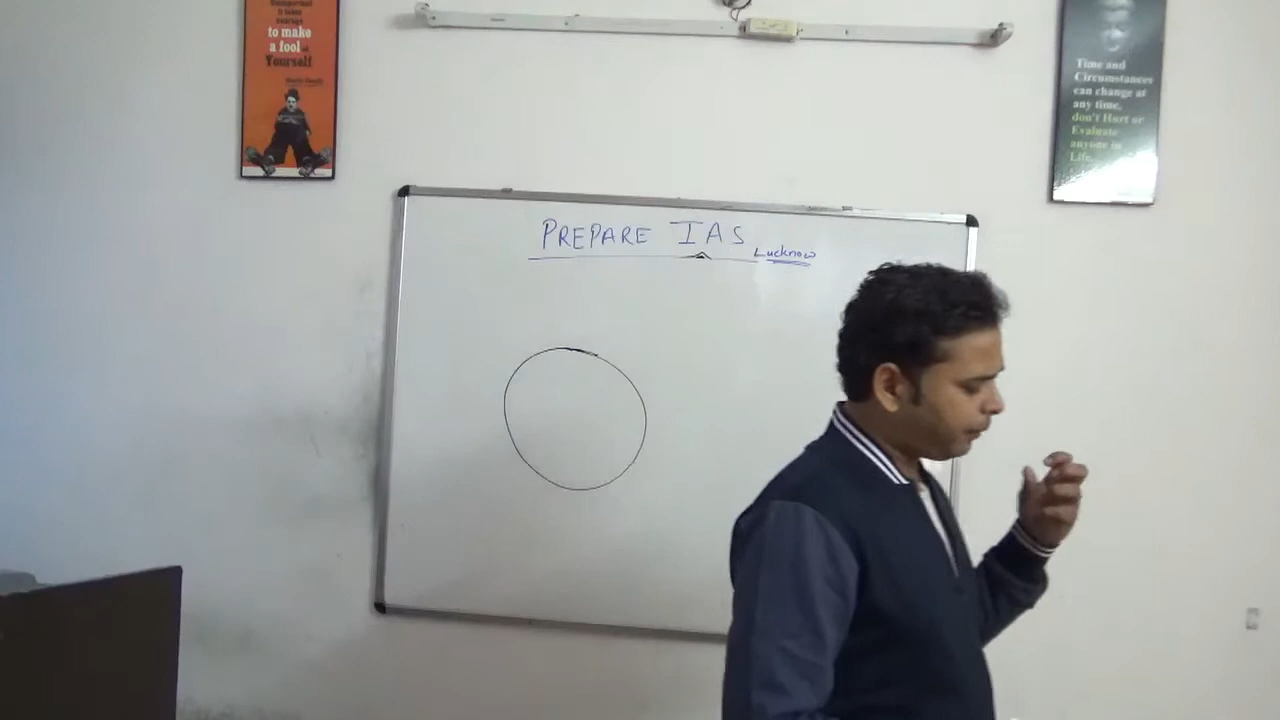 to make
a fool of
Yourself
Time and
Circumstances
can change at
any time,
don't Hurt or
Evaluate
anyone in
Life.
PREPARE IAS
Lucknow